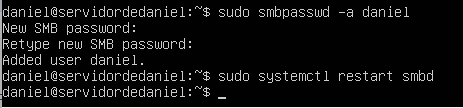 daniel@servidordedaniel:~$ sudo smbpasswd -a daniel
New SMB password:
Retype new SMB password:
Added user daniel.
daniel@servidordedaniel:~$ sudo systemctl restart smbd
daniel@servidordedaniel:~$ _